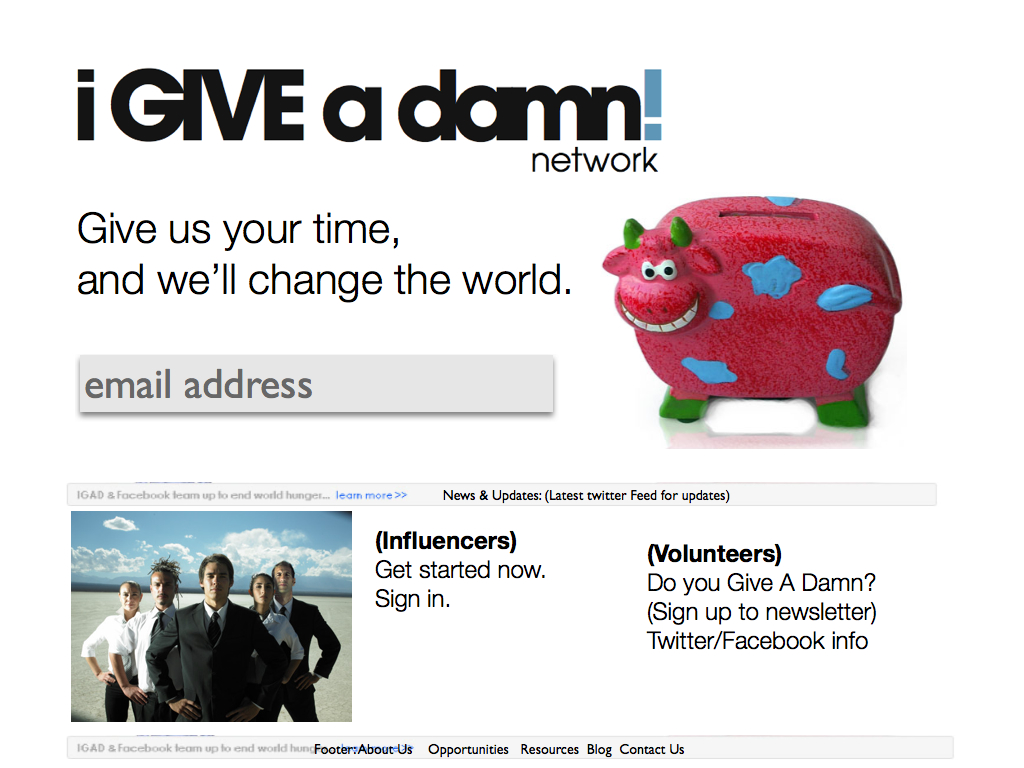 i GIVE a damn!
network
Give us your time,
and we’ll change the world.
email address
IGAD & Facebook team up to end world hunger... learn more >> News & Updates: (Latest twitter Feed for updates)
(Influencers)
Get started now.
Sign in.
(Volunteers)
Do you Give A Damn?
(Sign up to newsletter)
Twitter/Facebook info
IGAD & Facebook team up to end world Footer:About Us Opportunities Resources Blog Contact Us